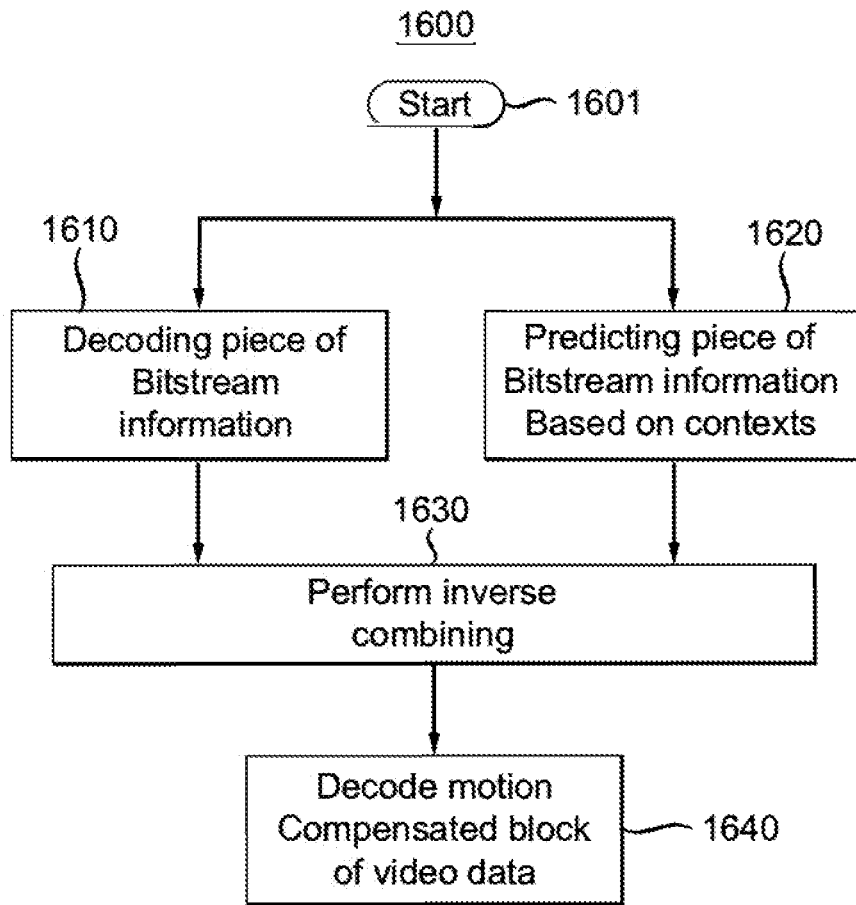 1600
Start
1601
1610
1620
Decoding piece of
Bitstream
information
Predicting piece of
Bitstream information
Based on contexts
1630
Perform inverse
combining
Decode motion
Compensated block
of video data
1640